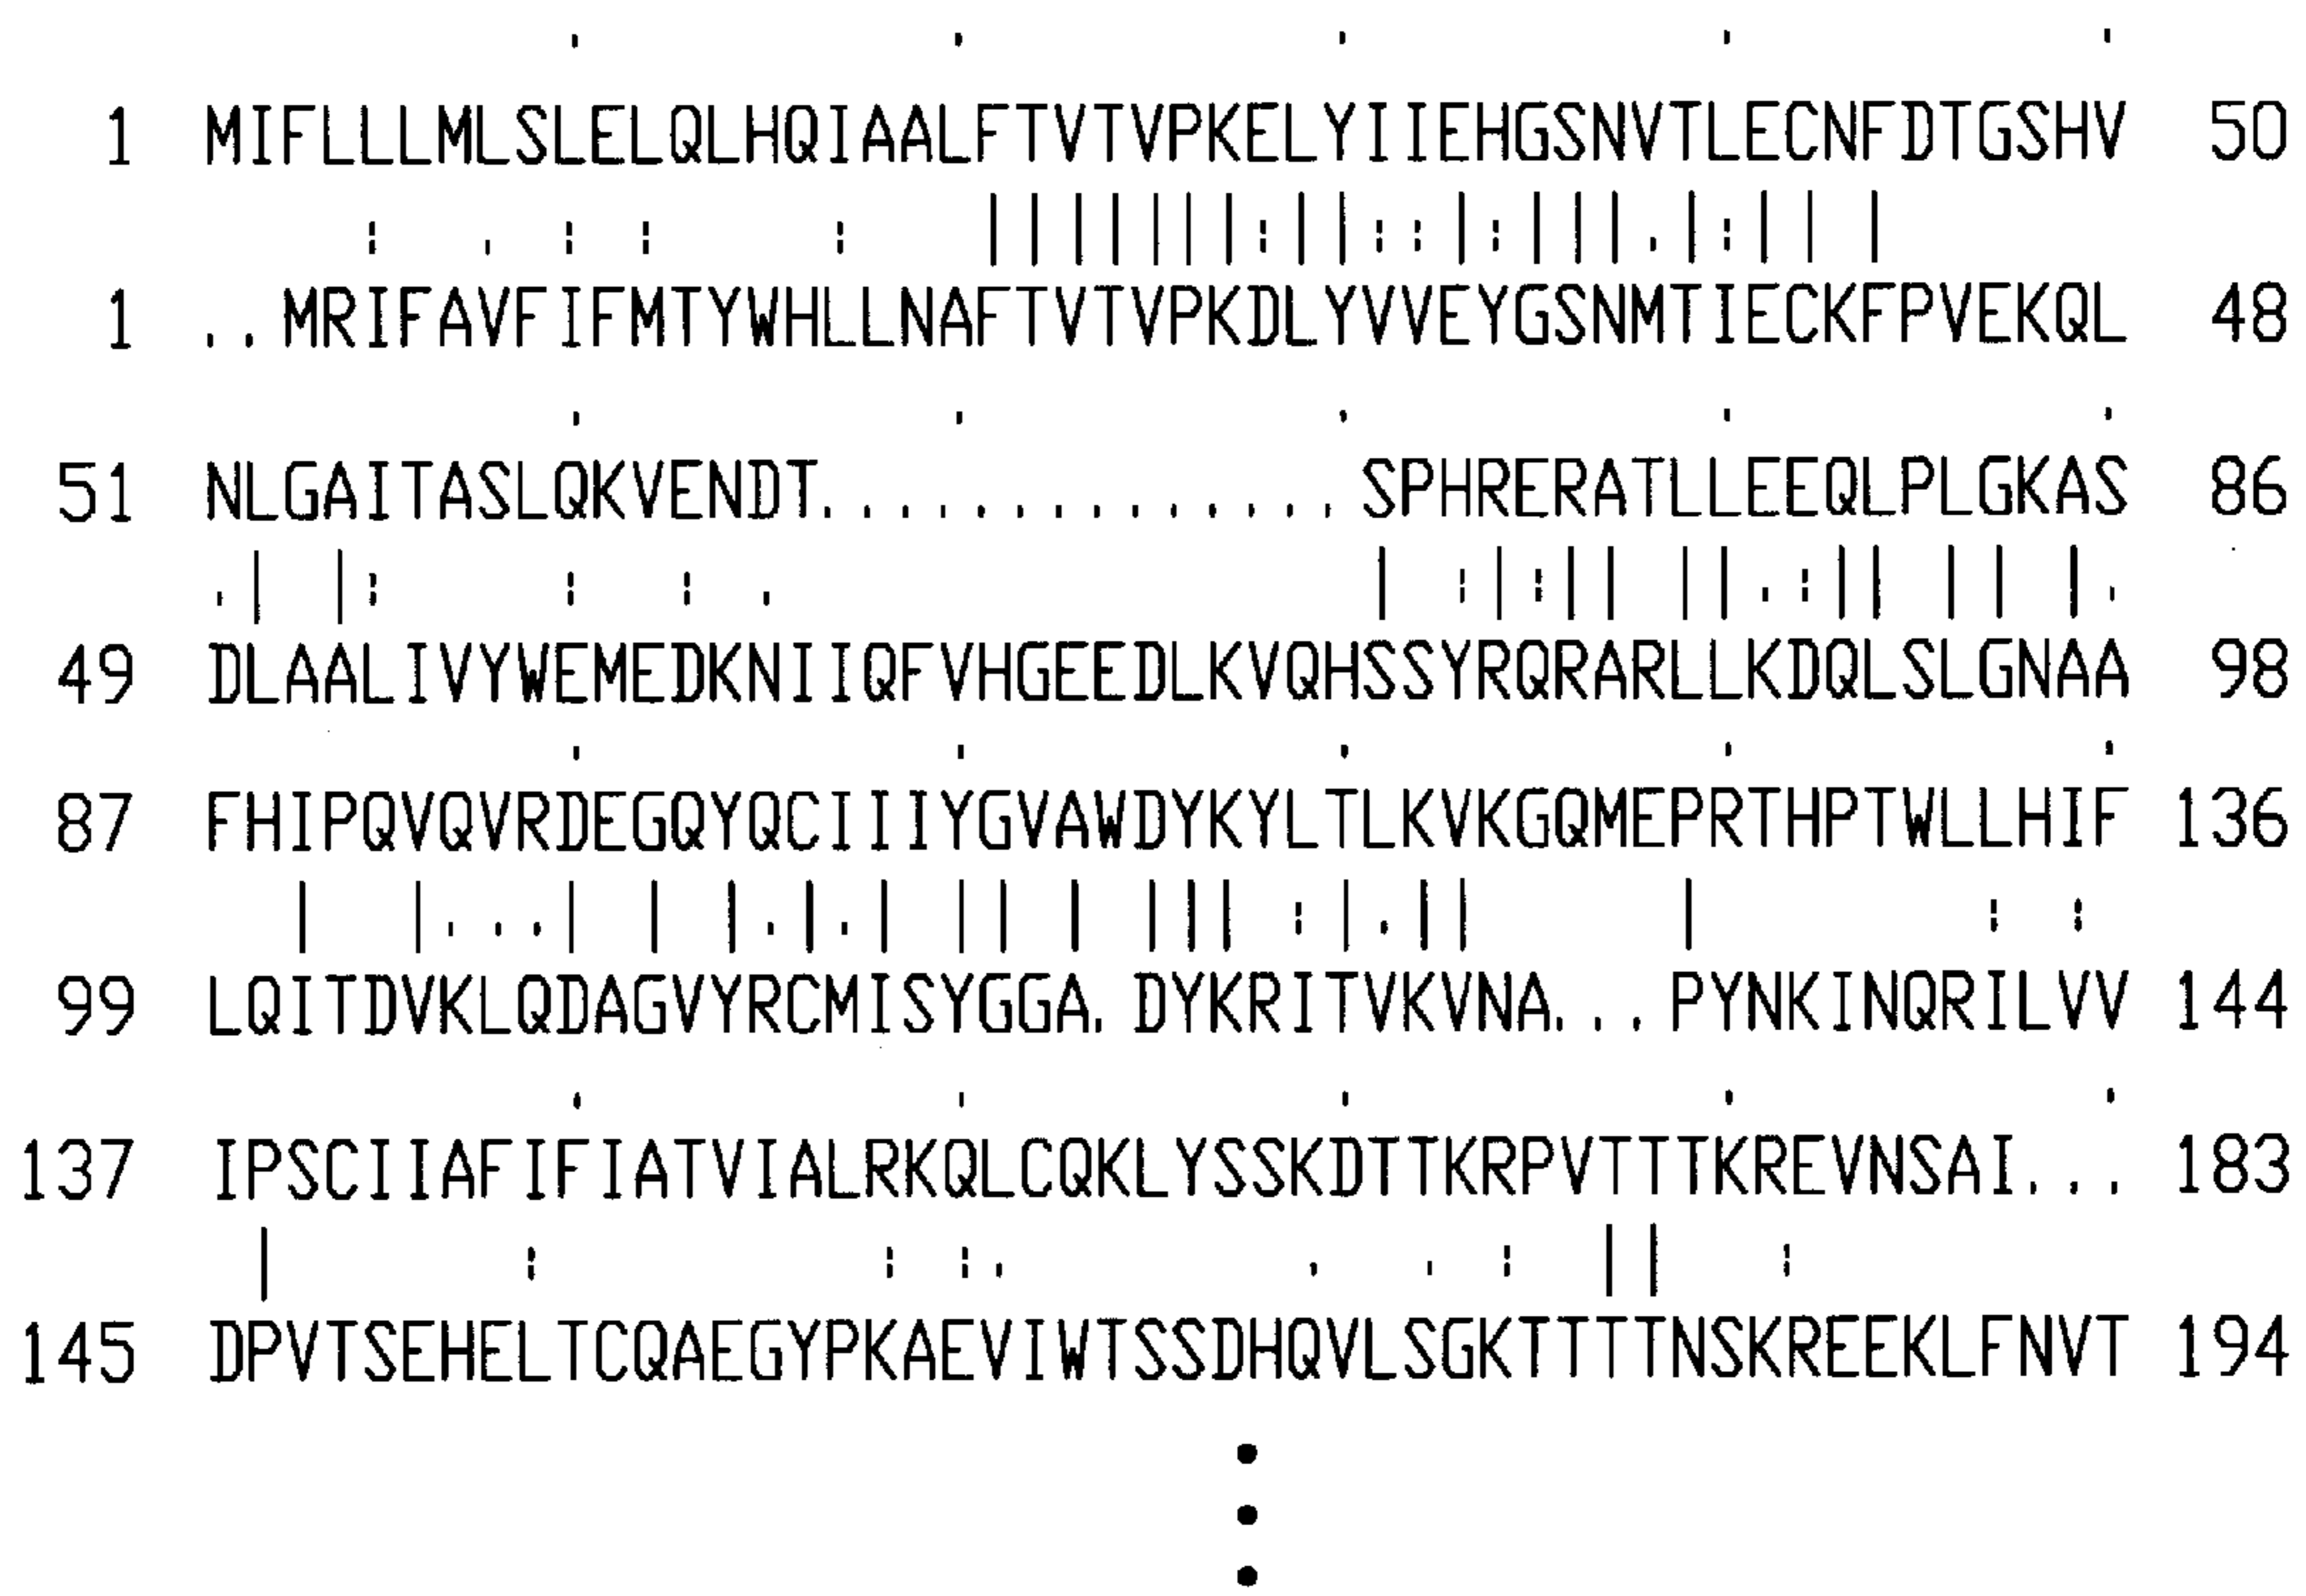 1 MIFLLLMLSLELQLHQIAALFTVTVPKELYIIEHGSNVTLECNFDTGSHV 50
: . : : : |||||||:||::|:|||.|:|| |
1 ..MRIFAVFIFMTYWHLLNAFTVTVPKDLYVVEYGSNMTIECKFPVEKQL 48
51 NLGAITASLQKVENDT..............SPHRERATLLEEQLPLGKAS 86
.| |: : : . | :|:|| ||.:|| || |.
49 DLAALIVYWEMEDKNIIQFVHGEEDLKVQHSSYRQRARLLKDQLSLGNAA 98
87 FHIPQVQVRDEGQYQCIIIYGVAWDYKYLTLKVKGQMEPRTHPTWLLHIF 136
| |...| | |.|.| || | ||| :|.|| | : :
99 LQITDVKLQDAGVYRCMISYGGA.DYKRITVKVNA...PYNKINQRILVV 144
137 IPSCIIAFIFIATVIALRKQLCQKLYSSKDTTKRPVTTTKREVNSAI... 183
| : : :. . . : || :
145 DPVTSEHELTCQAEGYPKAEVIWTSSDHQVLSGKTTTTNSKREEKLFNVT 194